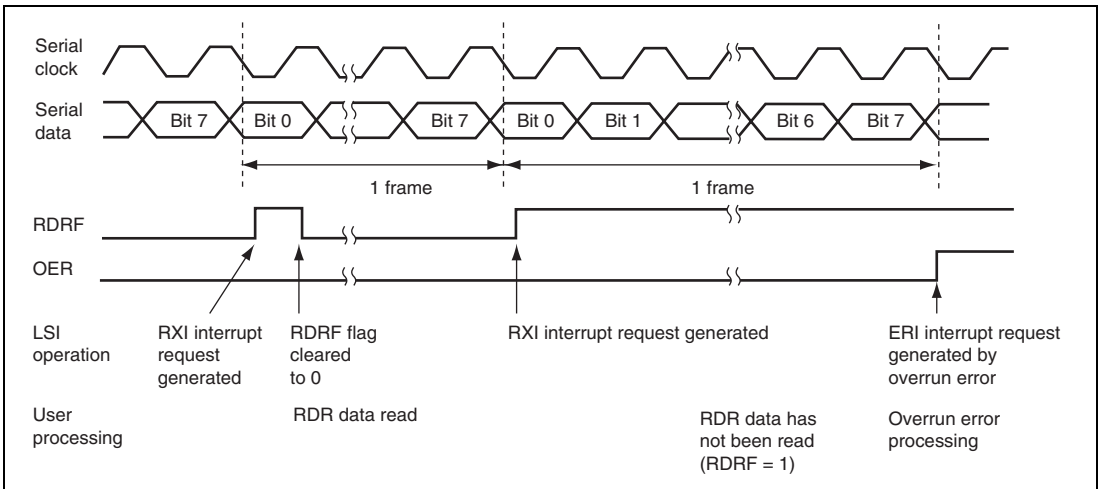 Serial
clock
Serial
data
Bit 7 Bit 0 Bit 7 Bit 0 Bit 1 Bit 6 Bit 7
1 frame 1 frame
RDRF
OER
LSI
operation
RXI interrupt
request
generated
RDRF flag
cleared
to 0
RXI interrupt request generated
ERI interrupt request
generated by
overrun error
User
processing
RDR data read
RDR data has
not been read
(RDRF = 1)
Overrun error
processing